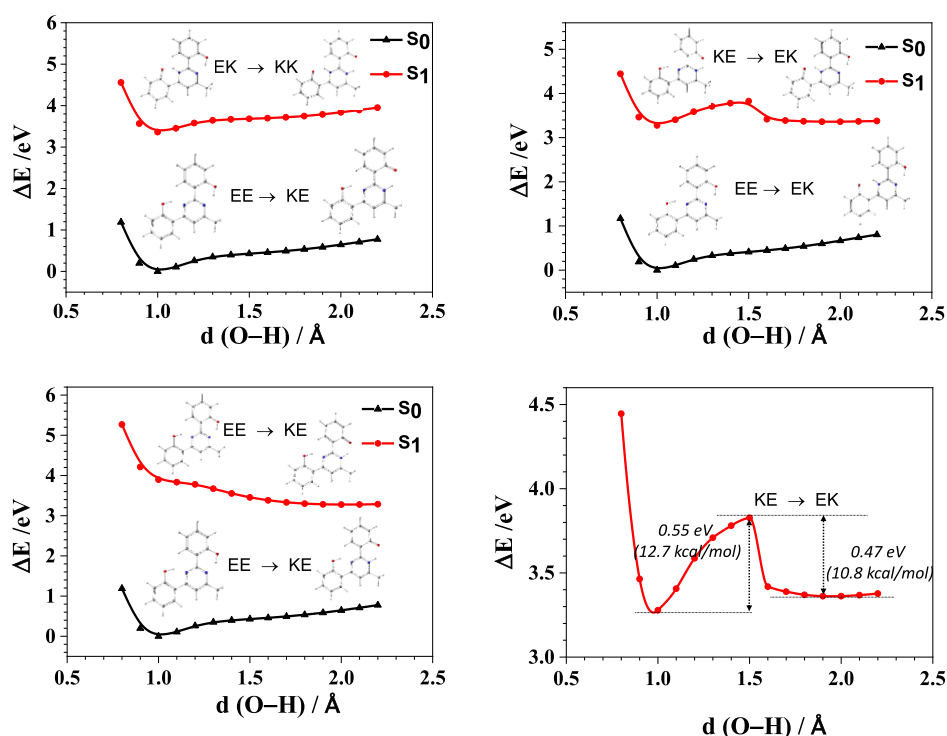 6
5
4
3
2
1
0
ΔE /eV
EK → KK
S0
S1
EE → KE
0.5 1.0 1.5 2.0 2.5
d (O–H) / Å
6
5
4
3
2
1
0
ΔE /eV
KE → EK
S0
S1
EE → EK
0.5 1.0 1.5 2.0 2.5
d (O–H) / Å
6
5
4
3
2
1
0
ΔE /eV
EE → KE
S0
S1
EE → KE
0.5 1.0 1.5 2.0 2.5
d (O–H) / Å
4.5
4.0
3.5
3.0
ΔE /eV
KE → EK
0.55 eV
(12.7 kcal/mol)
0.47 eV
(10.8 kcal/mol)
0.5 1.0 1.5 2.0 2.5
d (O–H) / Å